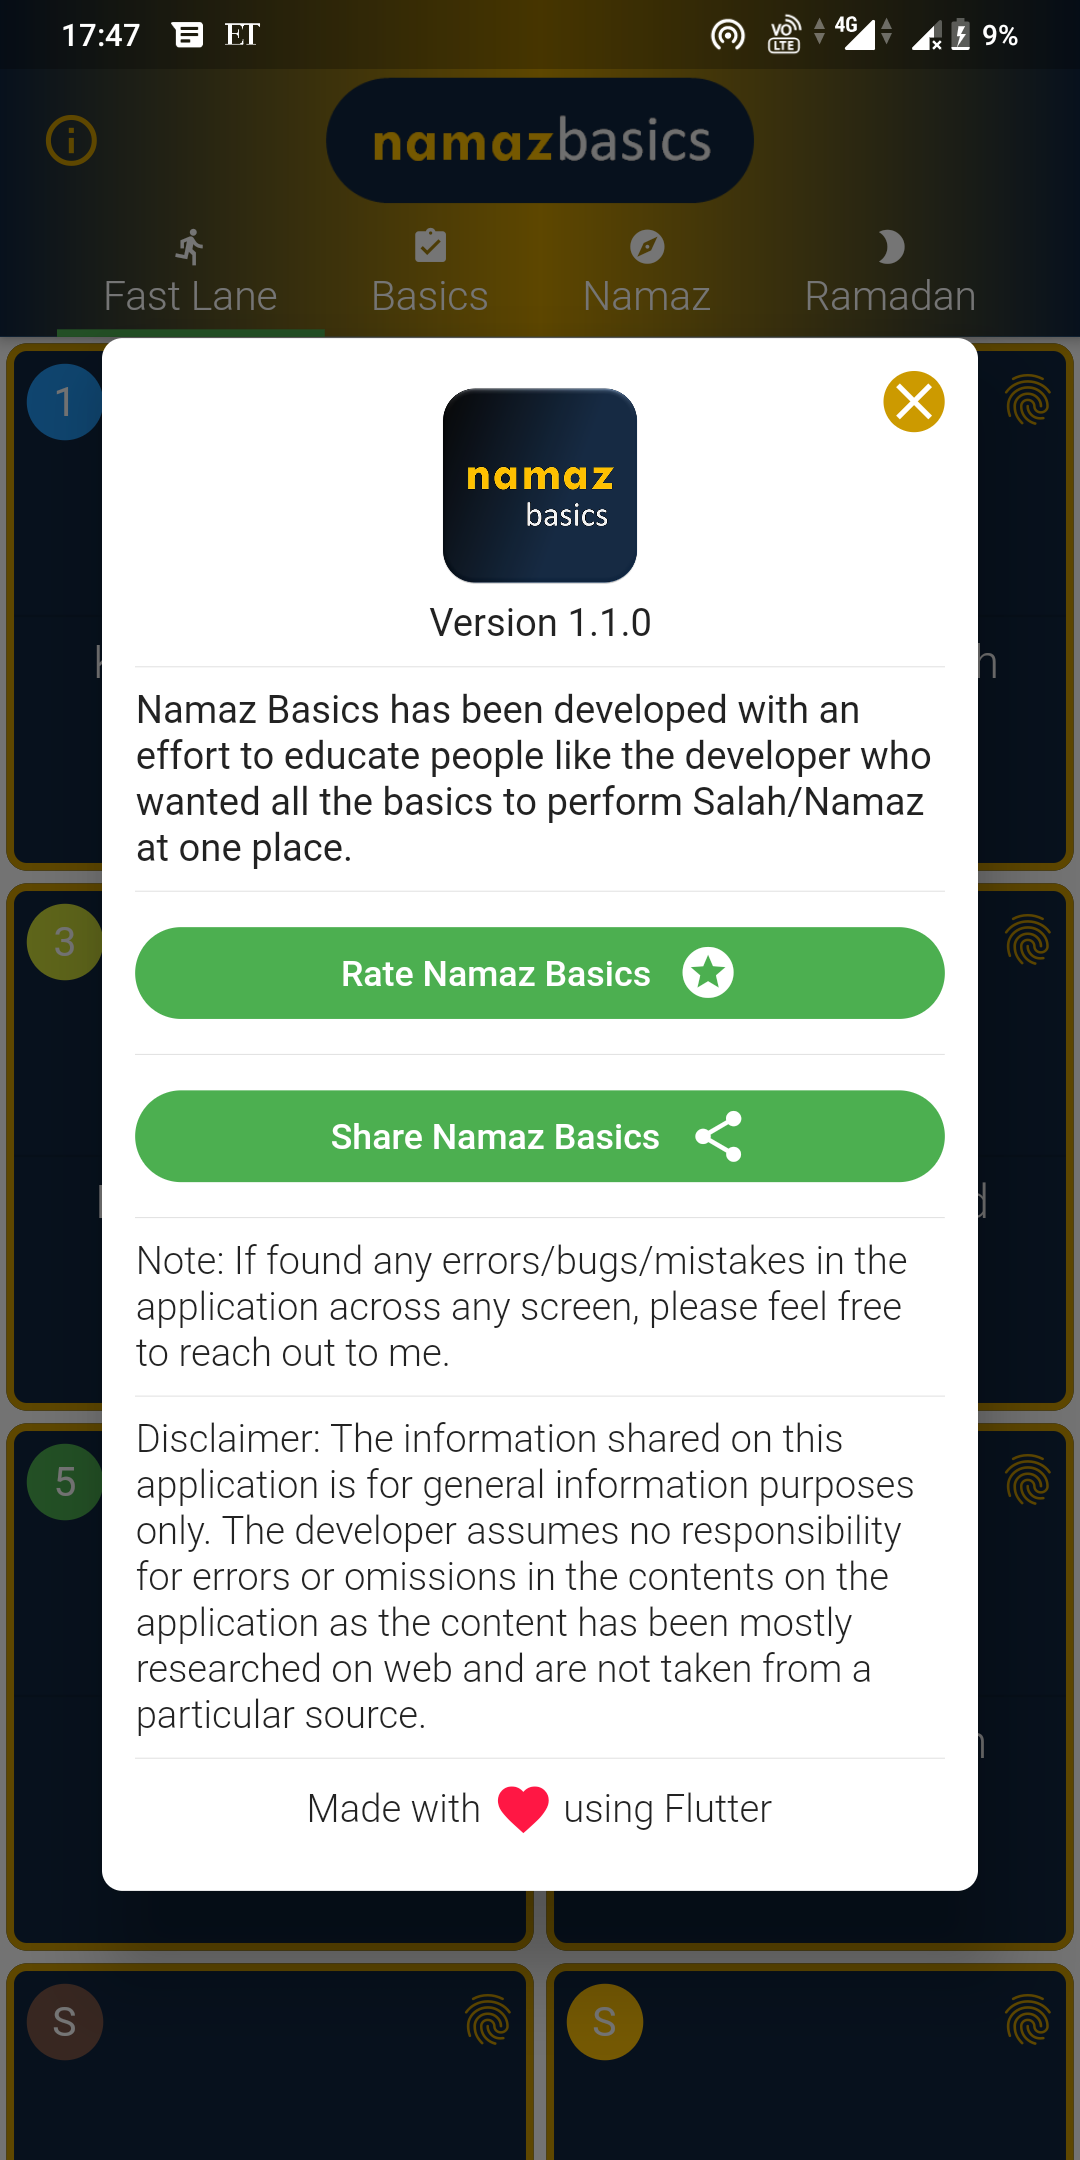 17:47 ET VO LTE 4G 9%
namazbasics
Fast Lane Basics Namaz Ramadan
1
namaz
basics
Version 1.1.0
Namaz Basics has been developed with an
effort to educate people like the developer who
wanted all the basics to perform Salah/Namaz
at one place.
3
Rate Namaz Basics
Share Namaz Basics
Note: If found any errors/bugs/mistakes in the
application across any screen, please feel free
to reach out to me.
5
Disclaimer: The information shared on this
application is for general information purposes
only. The developer assumes no responsibility
for errors or omissions in the contents on the
application as the content has been mostly
researched on web and are not taken from a
particular source.
Made with using Flutter
S S